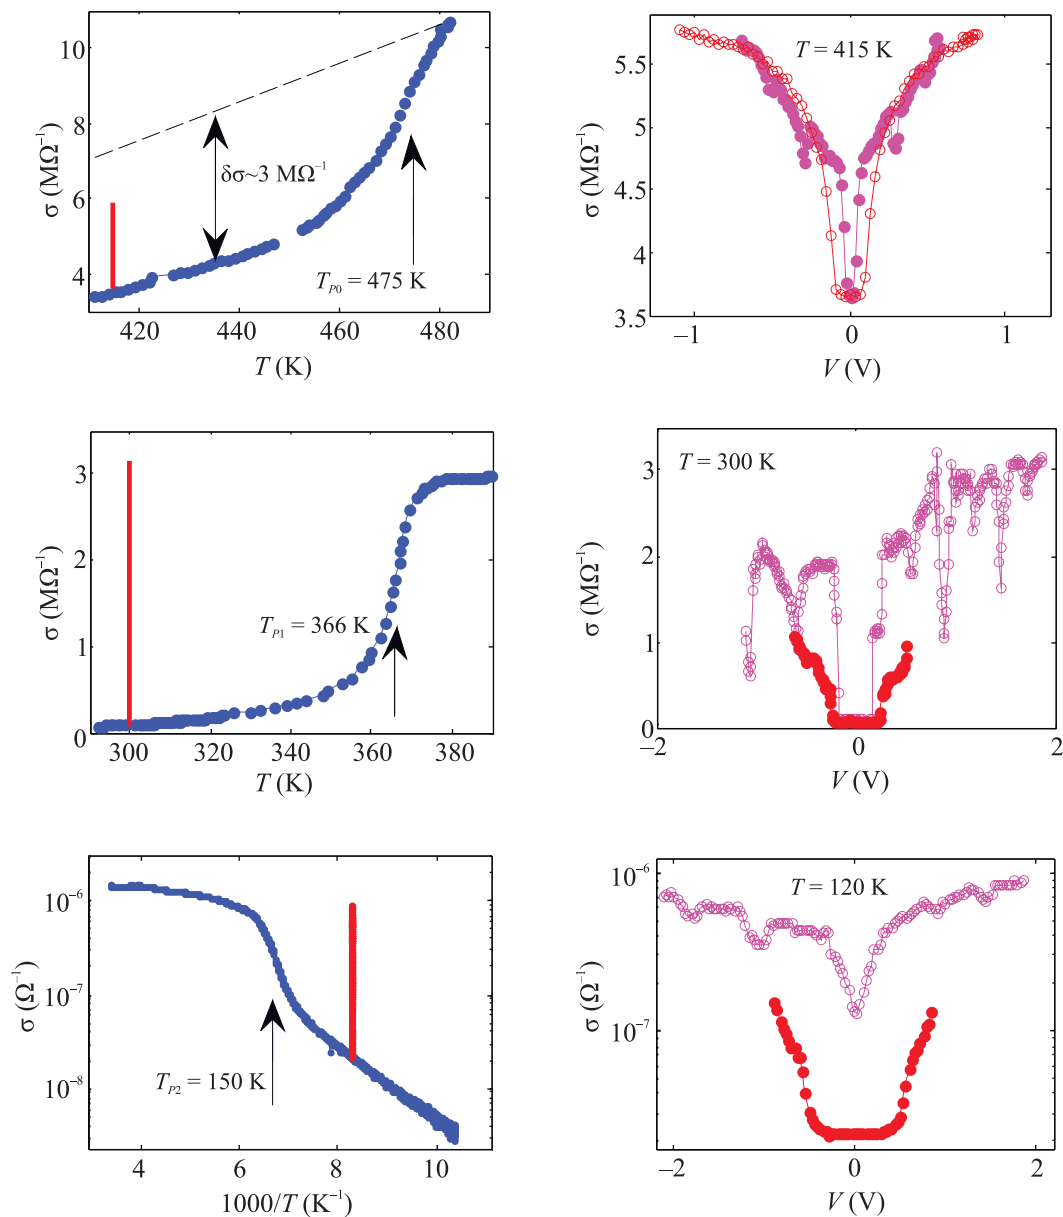 10
8
6
4
σ (MΩ⁻¹)
δσ~3 MΩ⁻¹
T_P0 = 475 K
420
440
460
480
T (K)
5.5
5
4.5
4
3.5
σ (MΩ⁻¹)
T = 415 K
–1
0
1
V (V)
3
2
1
0
σ (MΩ⁻¹)
T_P1 = 366 K
300
320
340
360
380
T (K)
3
2
1
0
σ (MΩ⁻¹)
T = 300 K
–2
–1
0
1
2
V (V)
10⁻⁶
10⁻⁷
10⁻⁸
σ (Ω⁻¹)
T_P2 = 150 K
4
6
8
10
1000/T (K⁻¹)
10⁻⁶
10⁻⁷
σ (Ω⁻¹)
T = 120 K
–2
0
2
V (V)